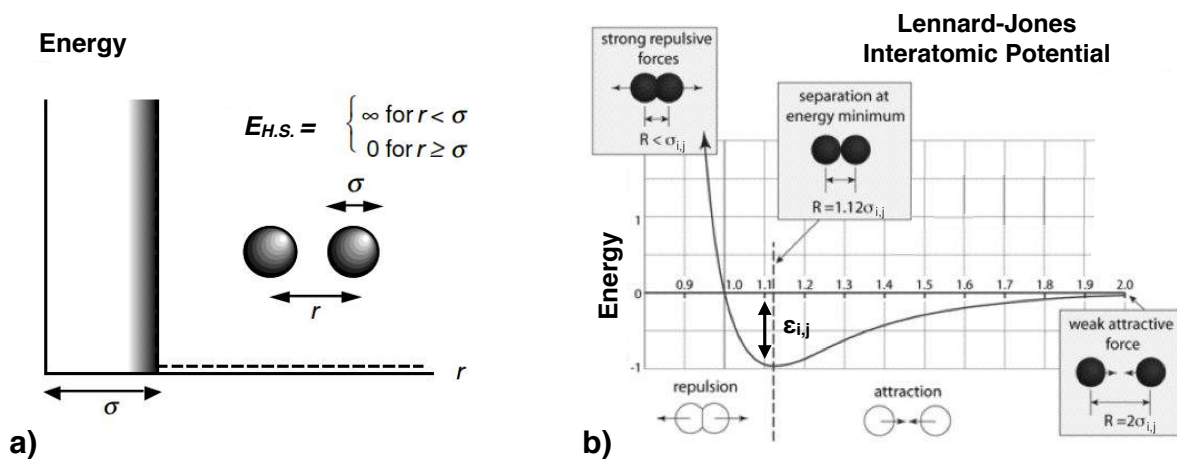 Energy
E_H.S. = { ∞ for r < σ
0 for r ≥ σ
σ
r
r
σ
a)
Lennard-Jones
Interatomic Potential
strong repulsive
forces
R < σi,j
separation at
energy minimum
R=1.12σi,j
Energy
1
0
-1
0.9 1.0 1.1 1.2 1.3 1.4 1.5 1.6 1.7 1.8 1.9 2.0
εi,j
weak attractive
force
R=2σi,j
repulsion
attraction
b)